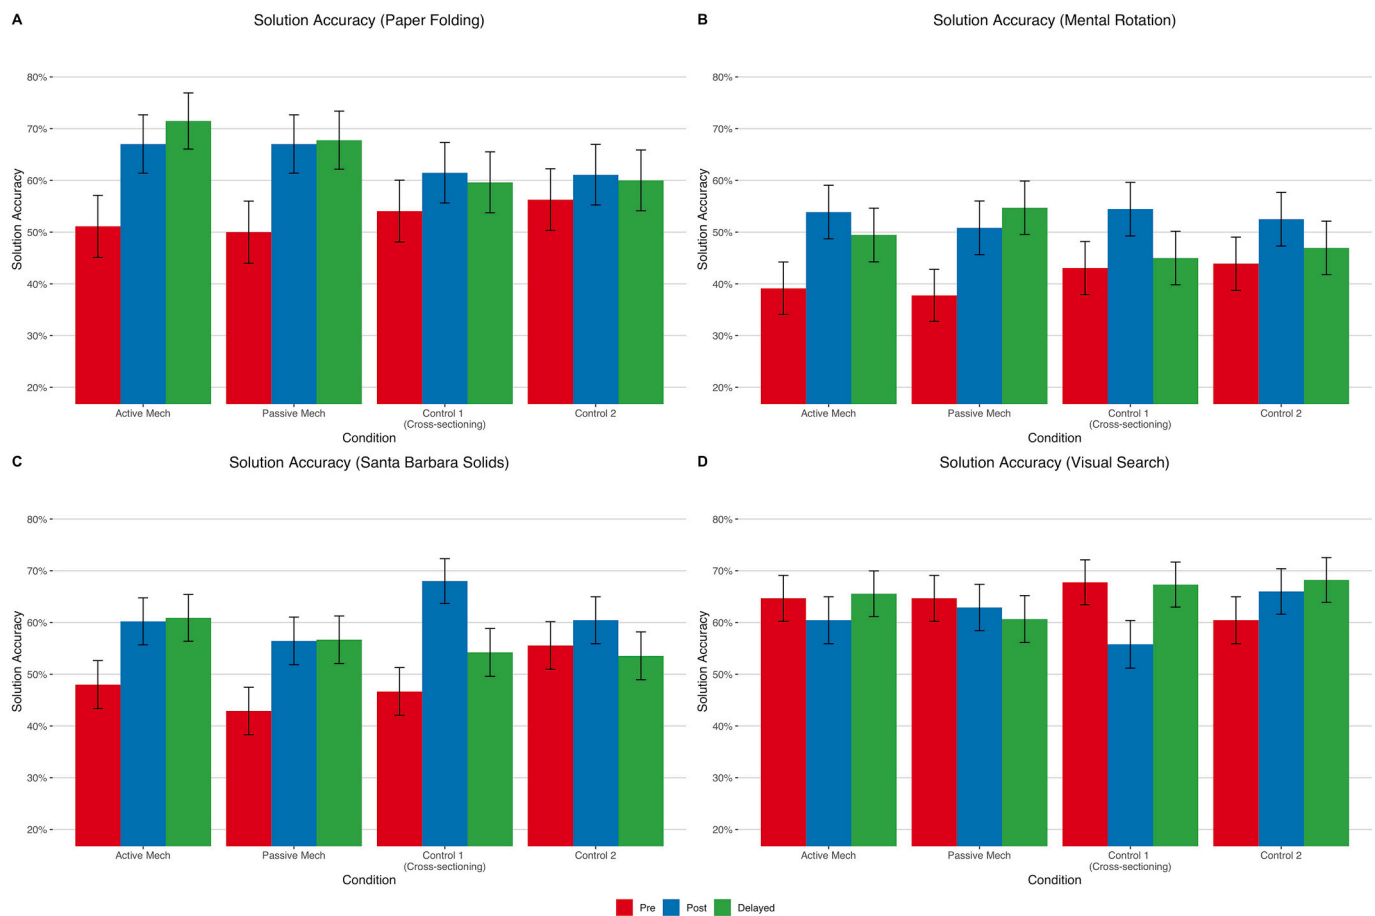 A
Solution Accuracy (Paper Folding)
80%
70%
60%
50%
40%
30%
20%
Solution Accuracy
Active Mech
Passive Mech
Control 1
(Cross-sectioning)
Control 2
Condition
B
Solution Accuracy (Mental Rotation)
80%
70%
60%
50%
40%
30%
20%
Solution Accuracy
Active Mech
Passive Mech
Control 1
(Cross-sectioning)
Control 2
Condition
C
Solution Accuracy (Santa Barbara Solids)
80%
70%
60%
50%
40%
30%
20%
Solution Accuracy
Active Mech
Passive Mech
Control 1
(Cross-sectioning)
Control 2
Condition
D
Solution Accuracy (Visual Search)
80%
70%
60%
50%
40%
30%
20%
Solution Accuracy
Active Mech
Passive Mech
Control 1
(Cross-sectioning)
Control 2
Condition
Pre Post Delayed